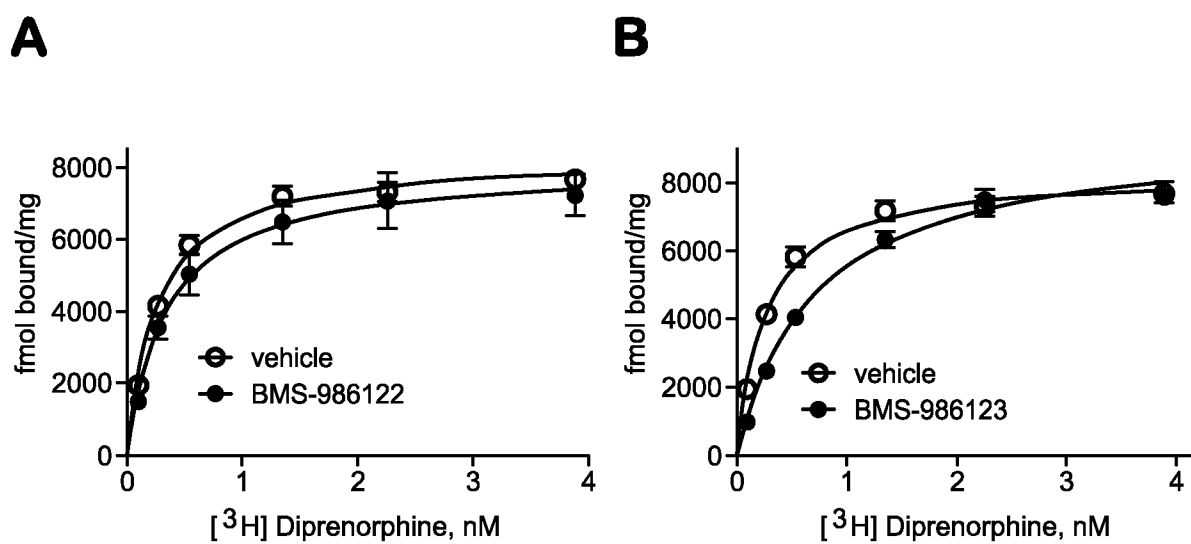 A
B
fmol bound/mg
8000
6000
4000
2000
0
0 1 2 3 4
vehicle
BMS-986122
[ ³H] Diprenorphine, nM
fmol bound/mg
8000
6000
4000
2000
0
0 1 2 3 4
vehicle
BMS-986123
[ ³H] Diprenorphine, nM